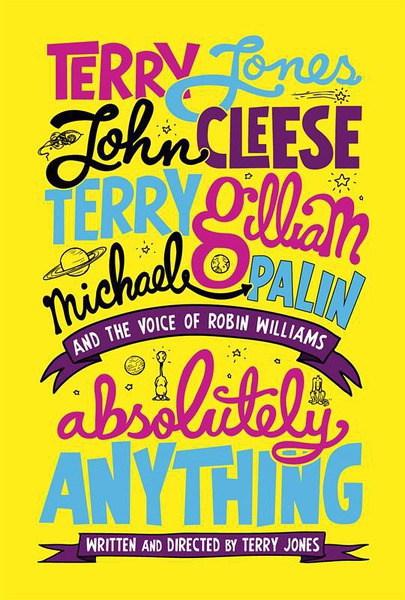 TERRY Jones
John CLEESE
TERRY gilliam
Michael PALIN
AND THE VOICE OF ROBIN WILLIAMS
absolutely
ANYTHING
WRITTEN AND DIRECTED BY TERRY JONES